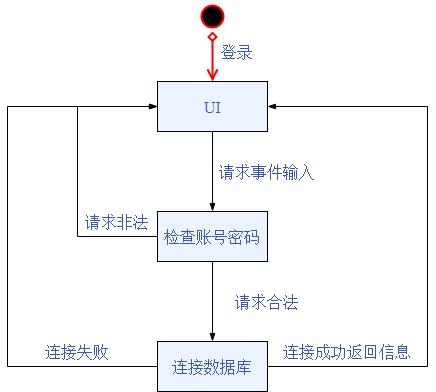 登录
UI
请求事件输入
请求非法
检查账号密码
请求合法
连接失败
连接成功返回信息
连接数据库